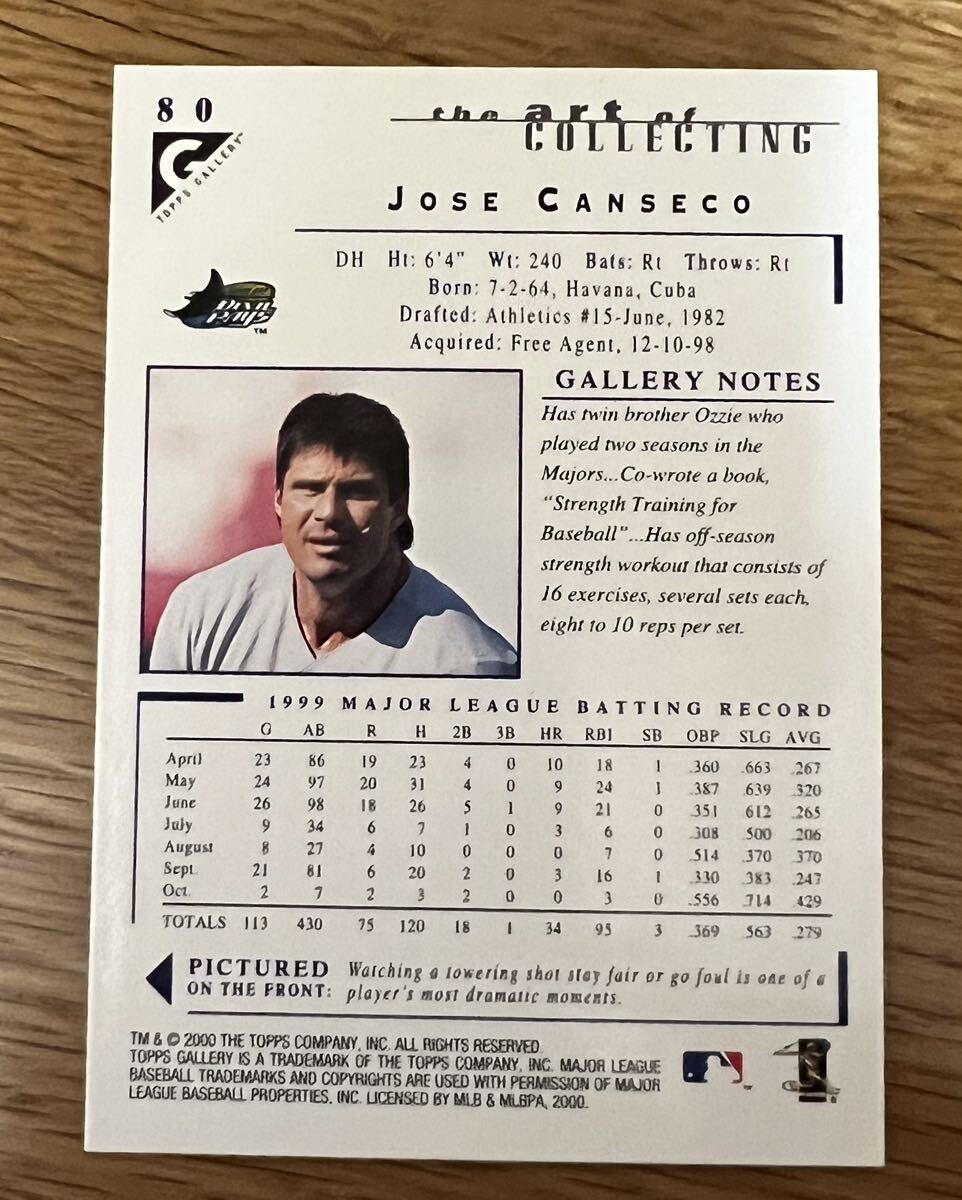 80
the art of
COLLECTING
G
TOPPS GALLERY
JOSE CANSECO
DH Ht: 6'4" Wt: 240 Bats: Rt Throws: Rt
Born: 7-2-64, Havana, Cuba
Drafted: Athletics #15-June, 1982
Acquired: Free Agent, 12-10-98
DEVIL RAYS
TM
GALLERY NOTES
Has twin brother Ozzie who
played two seasons in the
Majors...Co-wrote a book,
"Strength Training for
Baseball"...Has off-season
strength workout that consists of
16 exercises, several sets each,
eight to 10 reps per set.
1999 MAJOR LEAGUE BATTING RECORD
G AB R H 2B 3B HR RBI SB OBP SLG AVG
April 23 86 19 23 4 0 10 18 1 .360 .663 .267
May 24 97 20 31 4 0 9 24 1 .387 .639 .320
June 26 98 18 26 5 1 9 21 0 .351 .612 .265
July 9 34 6 7 1 0 3 6 0 .308 .500 .206
August 8 27 4 10 0 0 0 7 0 .514 .370 .370
Sept. 21 81 6 20 2 0 3 16 1 .330 .383 .247
Oct. 2 7 2 3 2 0 0 3 0 .556 .714 .429
TOTALS 113 430 75 120 18 1 34 95 3 .369 .563 .279
PICTURED
ON THE FRONT:
Watching a towering shot stay fair or go foul is one of a
player's most dramatic moments.
TM & © 2000 THE TOPPS COMPANY, INC. ALL RIGHTS RESERVED.
TOPPS GALLERY IS A TRADEMARK OF THE TOPPS COMPANY, INC. MAJOR LEAGUE
BASEBALL TRADEMARKS AND COPYRIGHTS ARE USED WITH PERMISSION OF MAJOR
LEAGUE BASEBALL PROPERTIES, INC. LICENSED BY MLB & MLBPA, 2000.